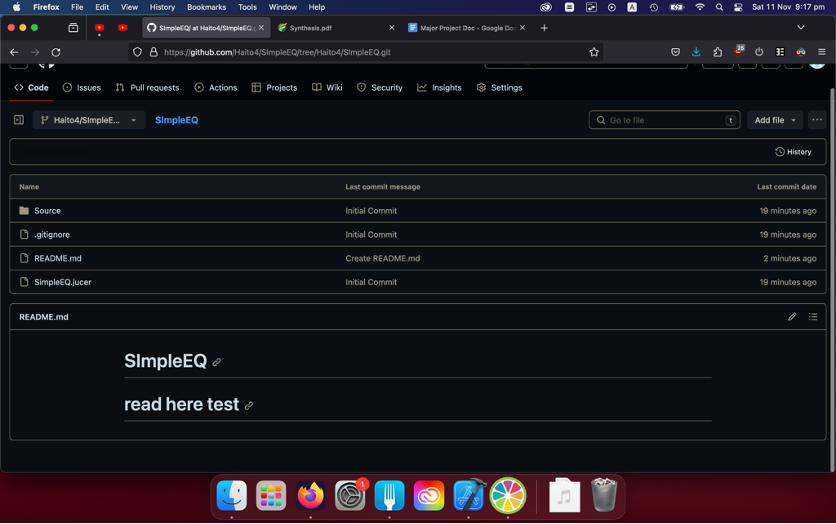 Firefox File Edit View History Bookmarks Tools Window Help A Sat 11 Nov 9:17 pm
SImpleEQ/ at Haito4/SImpleEQ.g Synthesis.pdf Major Project Doc - Google Doc
https://github.com/Haito4/SImpleEQ/tree/Haito4/SImpleEQ.git 25
Code Issues Pull requests Actions Projects Wiki Security Insights Settings
Haito4/SImpleE... SImpleEQ Go to file t Add file
History
Name Last commit message Last commit date
Source Initial Commit 19 minutes ago
.gitignore Initial Commit 19 minutes ago
README.md Create README.md 2 minutes ago
SimpleEQ.jucer Initial Commit 19 minutes ago
README.md
SImpleEQ
read here test
1